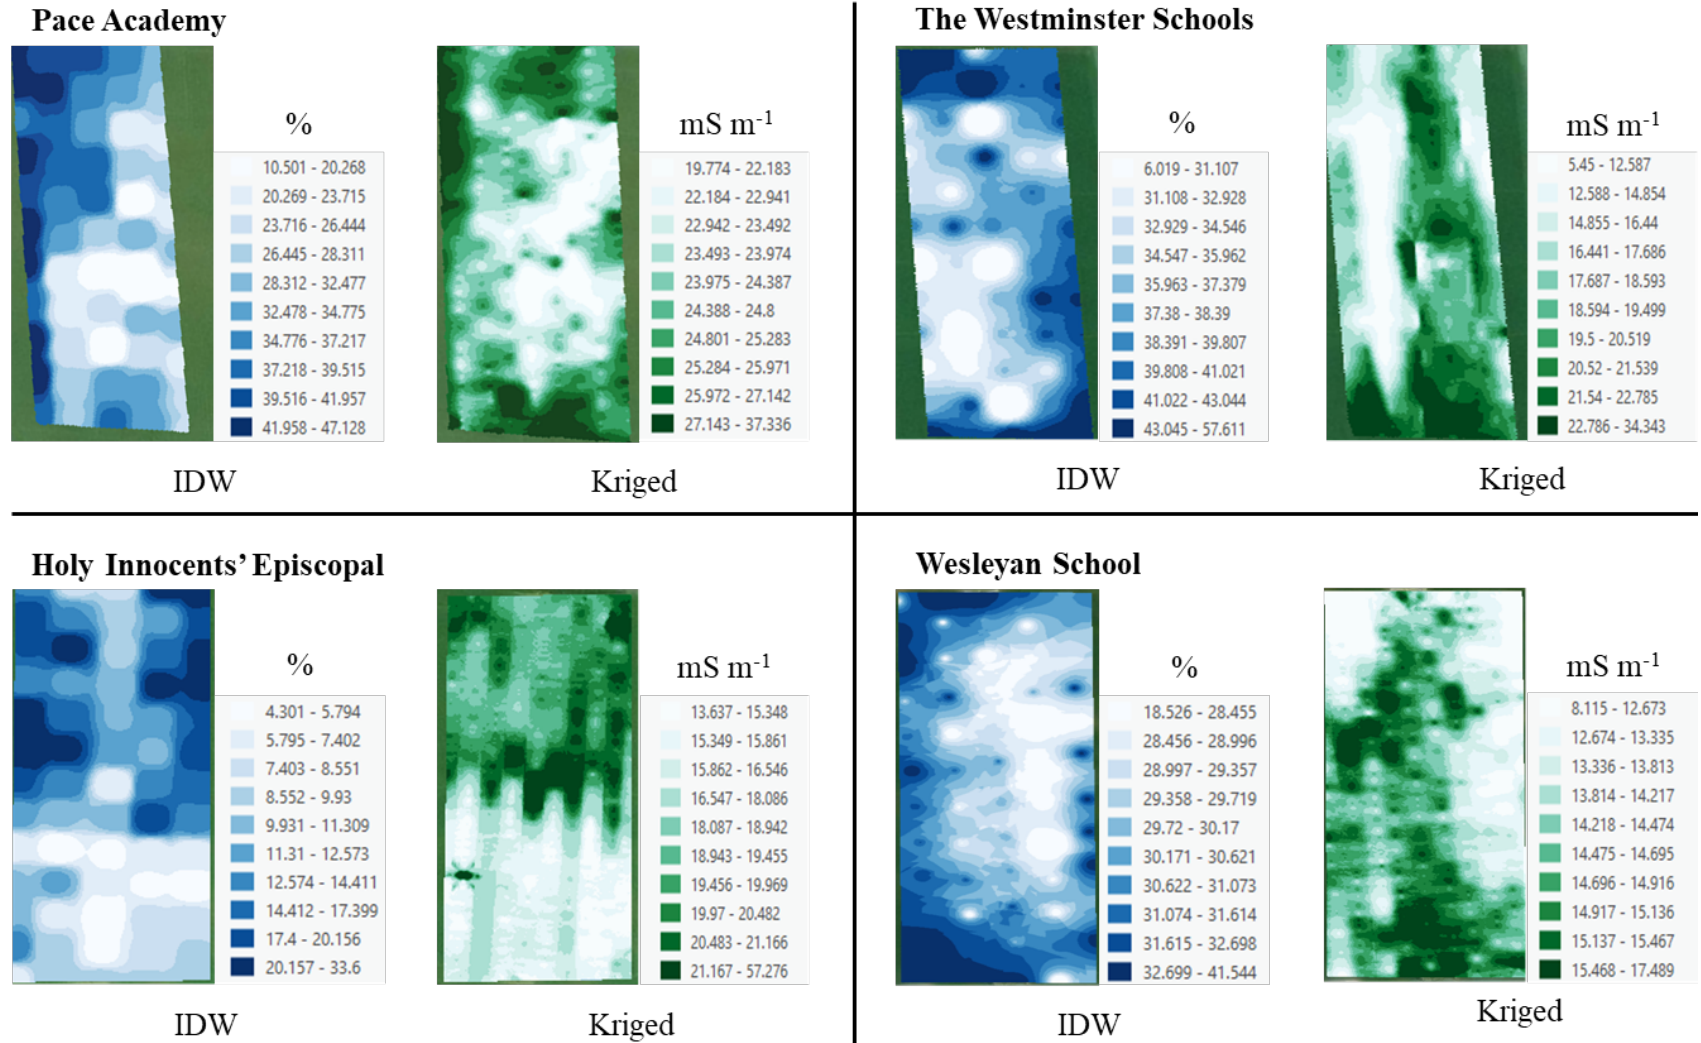 Pace Academy
%
10.501 - 20.268
20.269 - 23.715
23.716 - 26.444
26.445 - 28.311
28.312 - 32.477
32.478 - 34.775
34.776 - 37.217
37.218 - 39.515
39.516 - 41.957
41.958 - 47.128
IDW
mS m-1
19.774 - 22.183
22.184 - 22.941
22.942 - 23.492
23.493 - 23.974
23.975 - 24.387
24.388 - 24.8
24.801 - 25.283
25.284 - 25.971
25.972 - 27.142
27.143 - 37.336
Kriged
The Westminster Schools
%
6.019 - 31.107
31.108 - 32.928
32.929 - 34.546
34.547 - 35.962
35.963 - 37.379
37.38 - 38.39
38.391 - 39.807
39.808 - 41.021
41.022 - 43.044
43.045 - 57.611
IDW
mS m-1
5.45 - 12.587
12.588 - 14.854
14.855 - 16.44
16.441 - 17.686
17.687 - 18.593
18.594 - 19.499
19.5 - 20.519
20.52 - 21.539
21.54 - 22.785
22.786 - 34.343
Kriged
Holy Innocents’ Episcopal
%
4.301 - 5.794
5.795 - 7.402
7.403 - 8.551
8.552 - 9.93
9.931 - 11.309
11.31 - 12.573
12.574 - 14.411
14.412 - 17.399
17.4 - 20.156
20.157 - 33.6
IDW
mS m-1
13.637 - 15.348
15.349 - 15.861
15.862 - 16.546
16.547 - 18.086
18.087 - 18.942
18.943 - 19.455
19.456 - 19.969
19.97 - 20.482
20.483 - 21.166
21.167 - 57.276
Kriged
Wesleyan School
%
18.526 - 28.455
28.456 - 28.996
28.997 - 29.357
29.358 - 29.719
29.72 - 30.17
30.171 - 30.621
30.622 - 31.073
31.074 - 31.614
31.615 - 32.698
32.699 - 41.544
IDW
mS m-1
8.115 - 12.673
12.674 - 13.335
13.336 - 13.813
13.814 - 14.217
14.218 - 14.474
14.475 - 14.695
14.696 - 14.916
14.917 - 15.136
15.137 - 15.467
15.468 - 17.489
Kriged